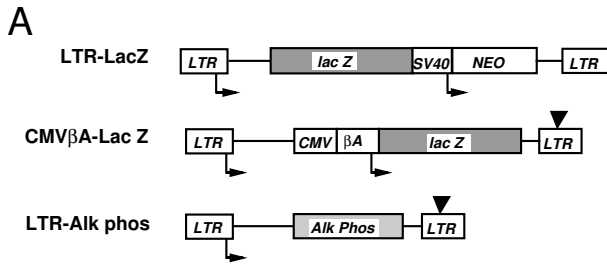 A
LTR-LacZ LTR lac Z SV40 NEO LTR
CMVβA-Lac Z LTR CMV βA lac Z LTR
LTR-Alk phos LTR Alk Phos LTR